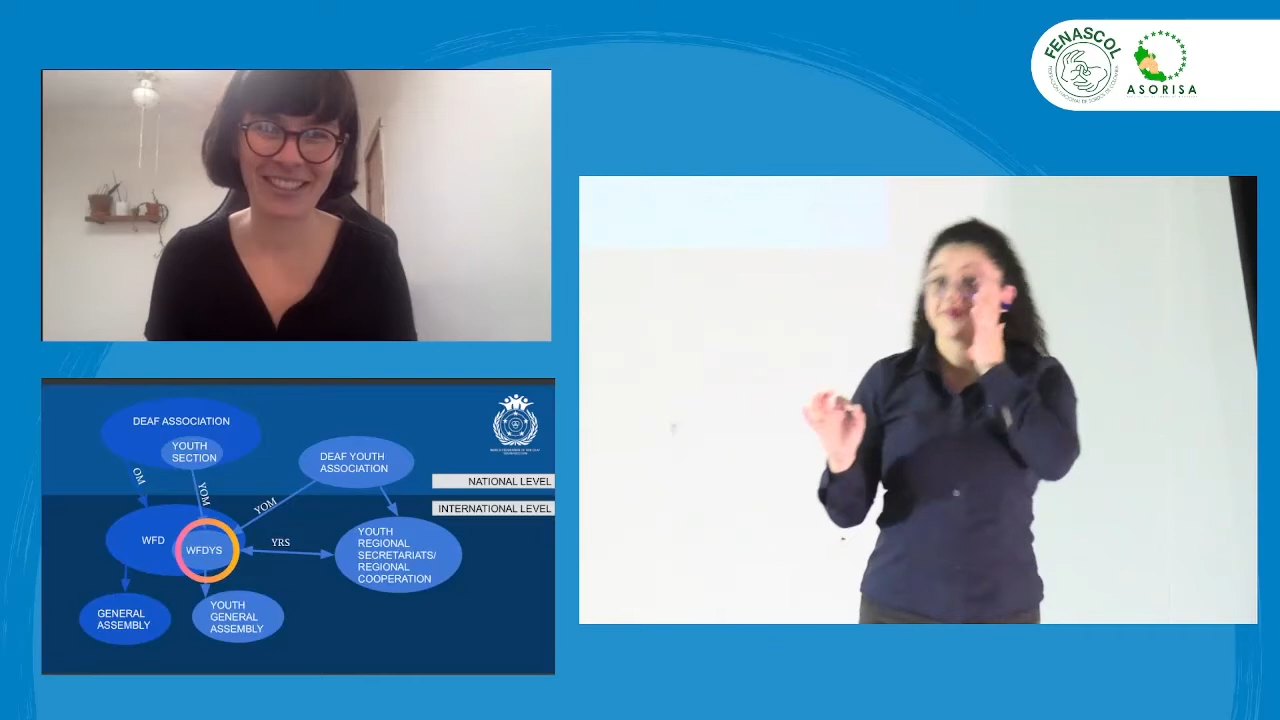 FENASCOL
ASORISA
DEAF ASSOCIATION
YOUTH
SECTION
DEAF YOUTH
ASSOCIATION
NATIONAL LEVEL
OM
YOM
YOM
INTERNATIONAL LEVEL
WFD
WFDYS
YRS
YOUTH
REGIONAL
SECRETARIATS/
REGIONAL
COOPERATION
GENERAL
ASSEMBLY
YOUTH
GENERAL
ASSEMBLY